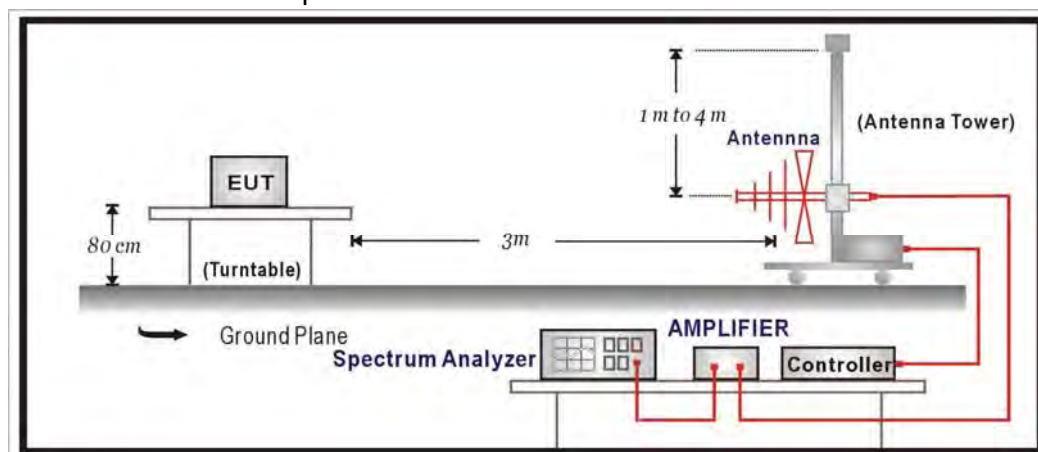 1 m to 4 m
(Antenna Tower)
Antennna
EUT
80 cm
3m
(Turntable)
Ground Plane
AMPLIFIER
Spectrum Analyzer
Controller